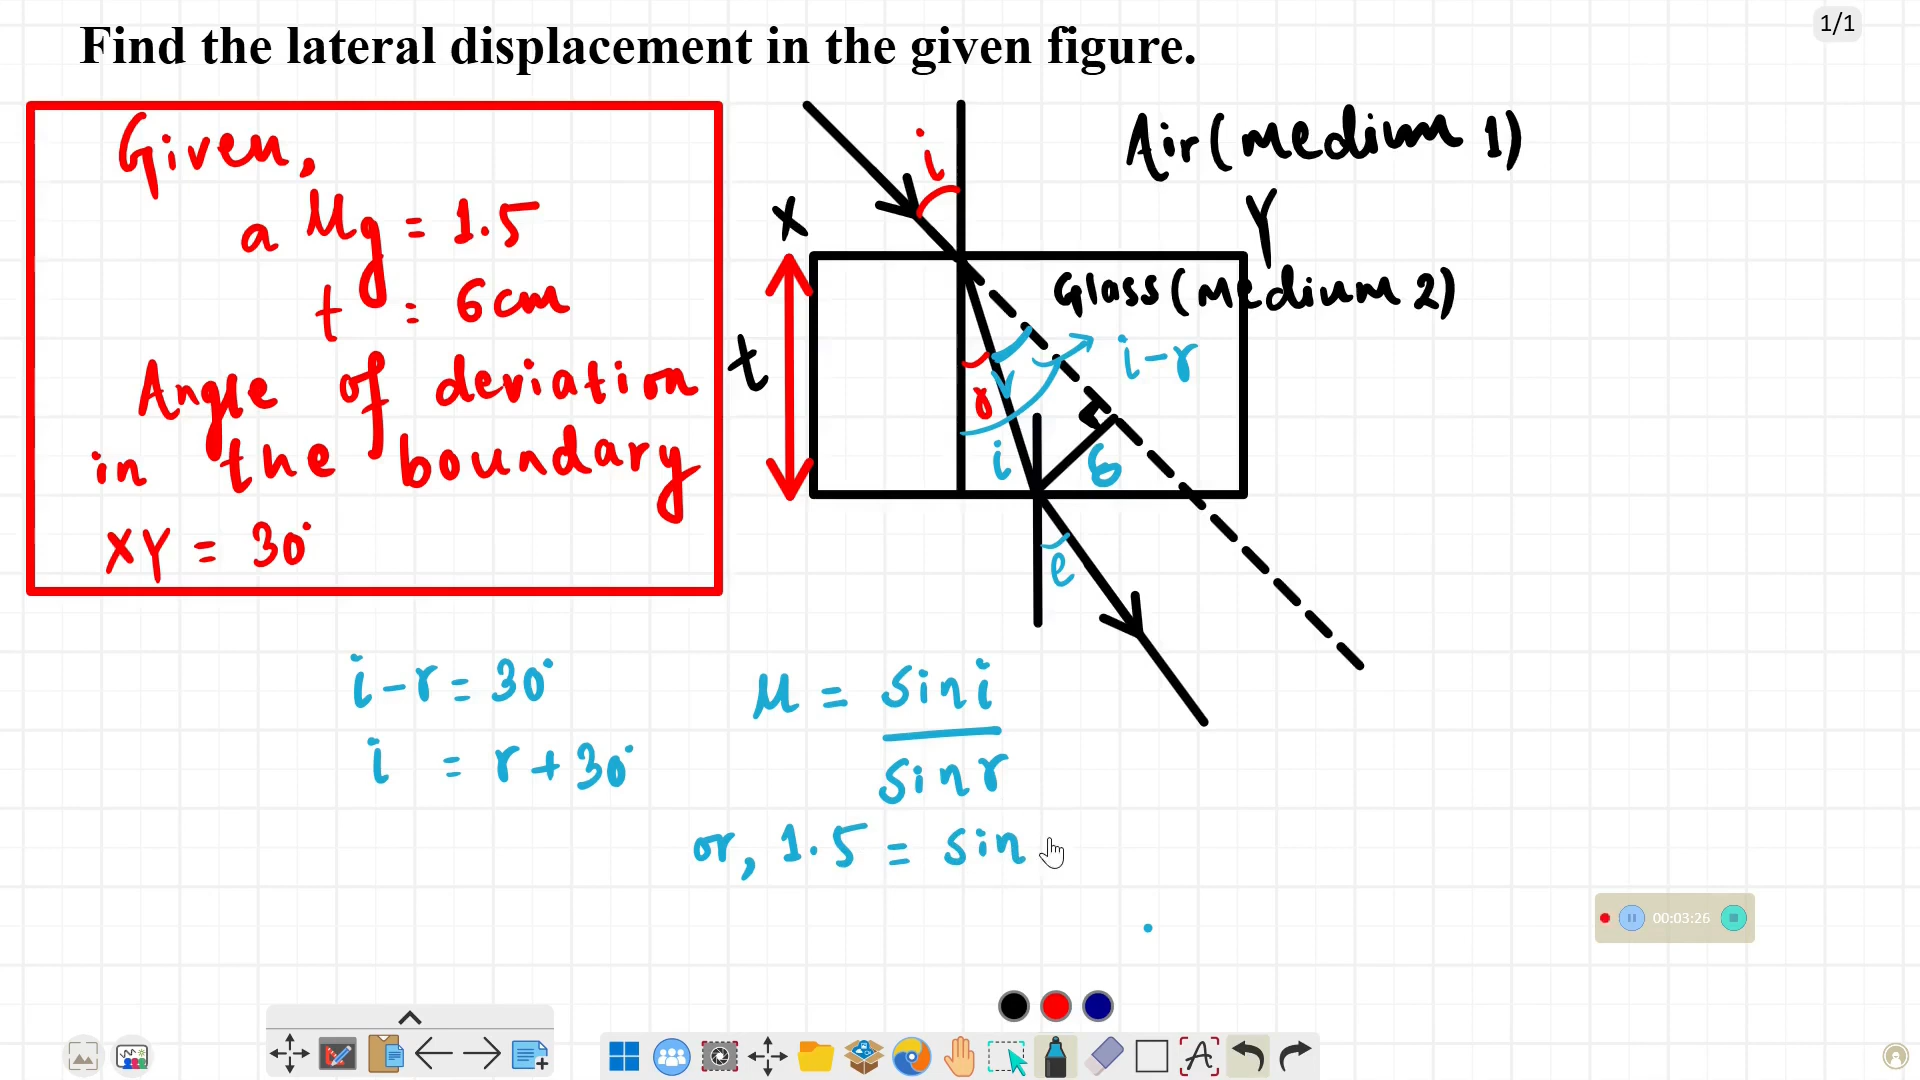 Find the lateral displacement in the given figure.
1/1
Given,
a μg = 1.5
t = 6cm
Angle of deviation
in the boundary
XY = 30°
Air (medium 1)
i
X
Y
Glass (medium 2)
t
i-r
r
i
e
i-r = 30°
i = r + 30°
μ = sin i
sin r
or, 1.5 = sin
00:03:26